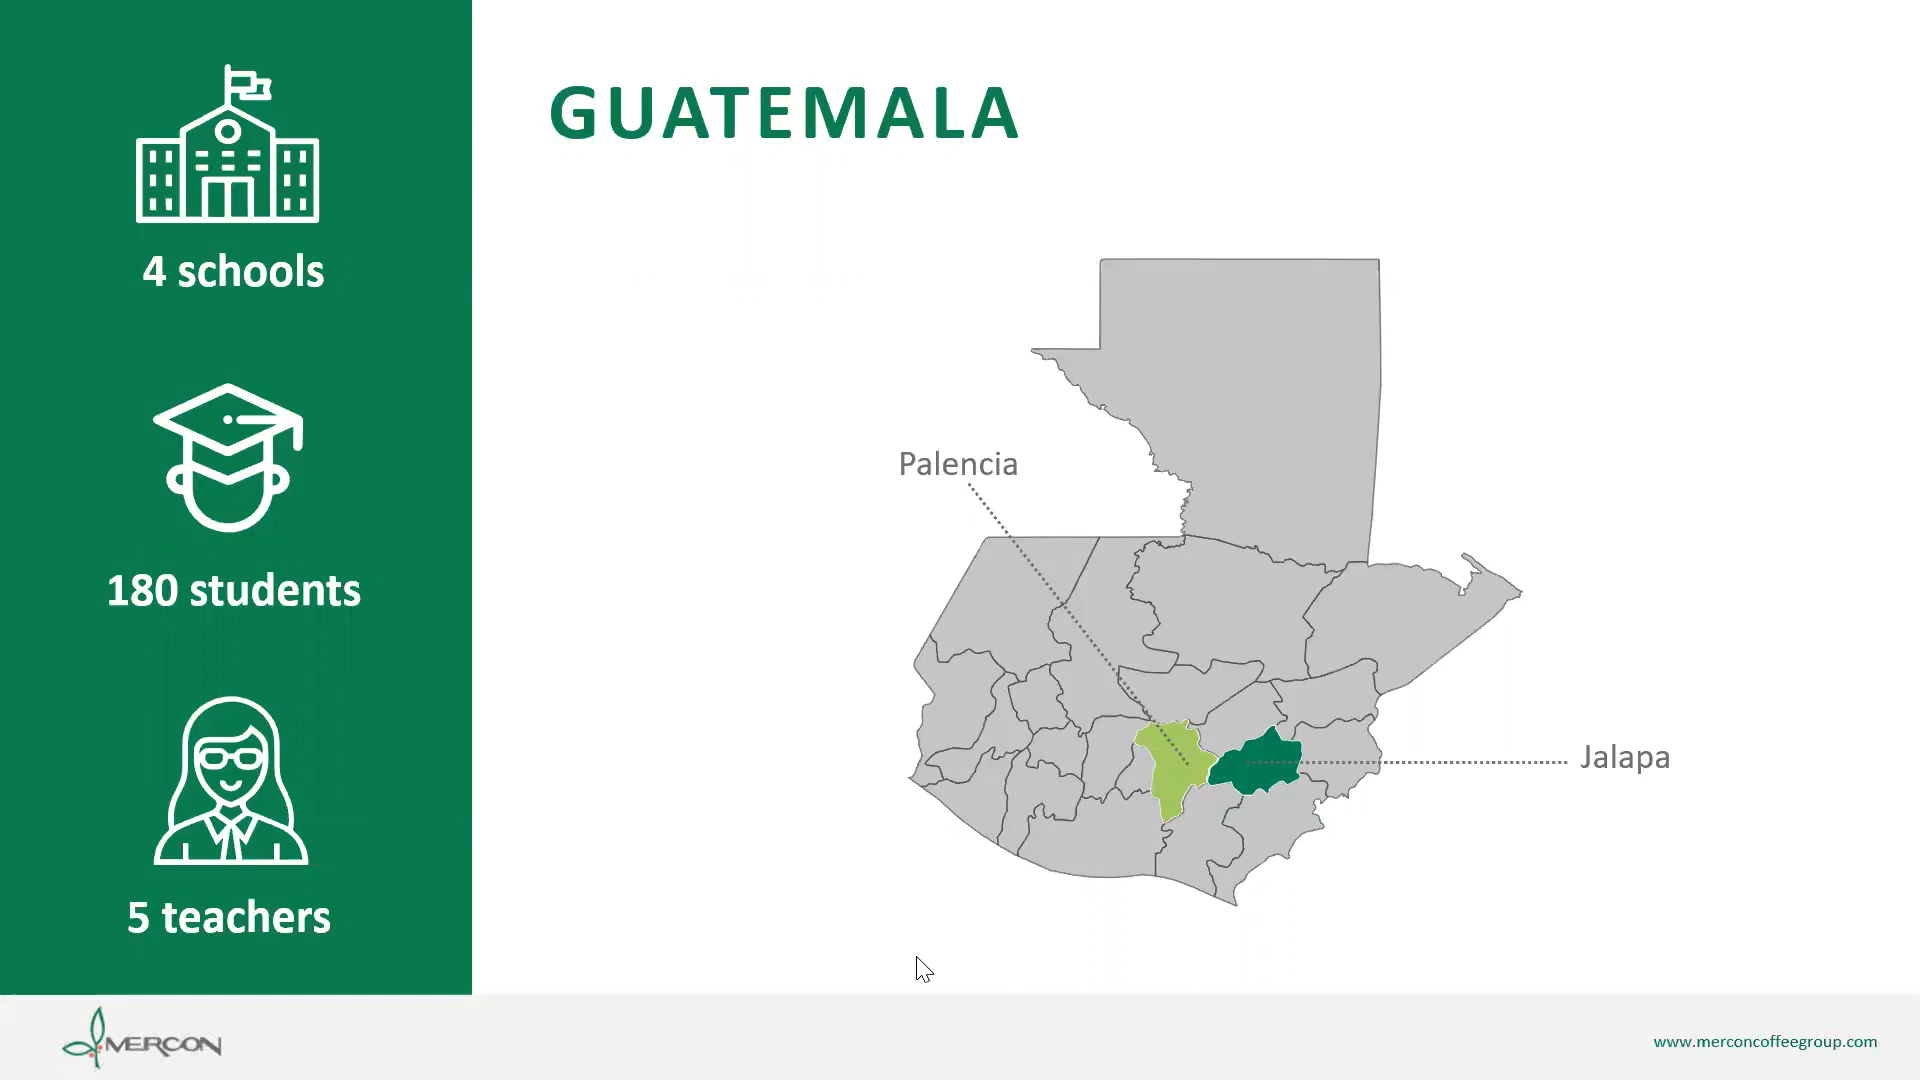 GUATEMALA
4 schools
180 students
5 teachers
Palencia
Jalapa
MERCON
www.merconcoffeegroup.com